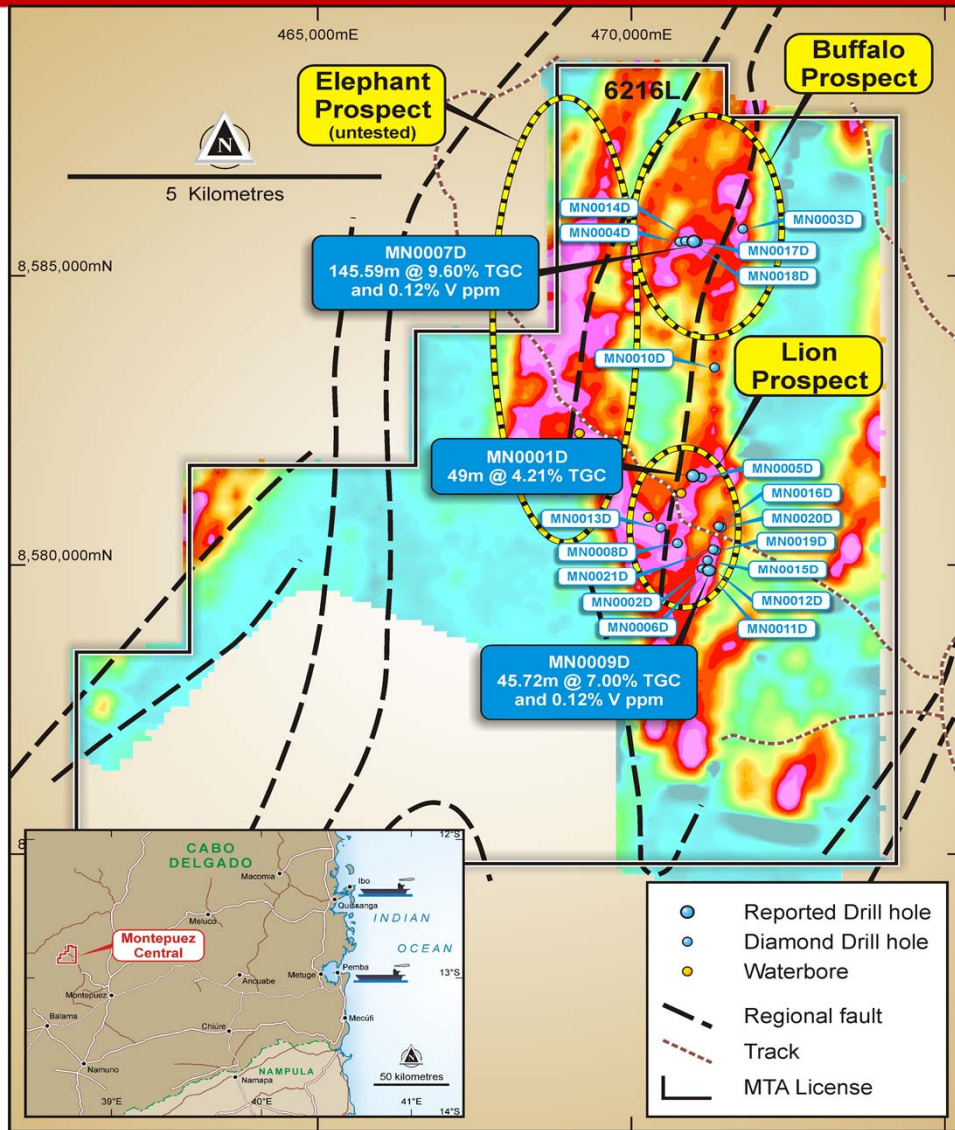 465,000mE
470,000mE
Elephant
Prospect
(untested)
Buffalo
Prospect
6216L
N
5 Kilometres
MN0014D
MN0004D
MN0003D
MN0017D
MN0018D
MN0007D
145.59m @ 9.60% TGC
and 0.12% V ppm
8,585,000mN
MN0010D
Lion
Prospect
MN0001D
49m @ 4.21% TGC
MN0005D
MN0016D
MN0013D
MN0020D
MN0008D
MN0019D
8,580,000mN
MN0021D
MN0015D
MN0002D
MN0012D
MN0006D
MN0011D
MN0009D
45.72m @ 7.00% TGC
and 0.12% V ppm
8
12°S
CABO
DELGADO
Macomia
Ibo
Quissanga
Meluco
INDIAN
OCEAN
Montepuez
Central
Metuge
Pemba
13°S
Ancuabe
Montepuez
Balama
Chiúre
Mecúfi
Namuno
NAMPULA
Namapa
N
50 kilometres
39°E
40°E
41°E
14°S
Reported Drill hole
Diamond Drill hole
Waterbore
Regional fault
Track
MTA License